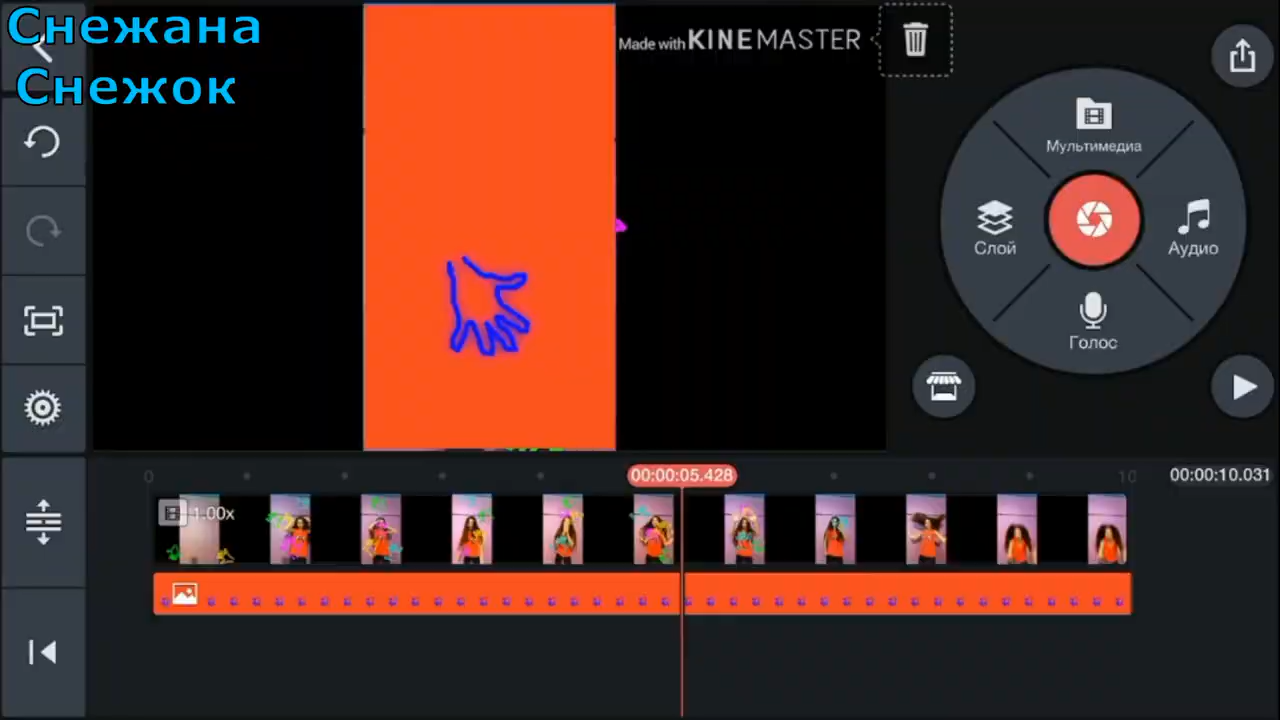 Снежана
Снежок
Made with KINEMASTER
Мультимедиа
Слой
Аудио
Голос
0
00:00:05.428
10
00:00:10.031
1.00x